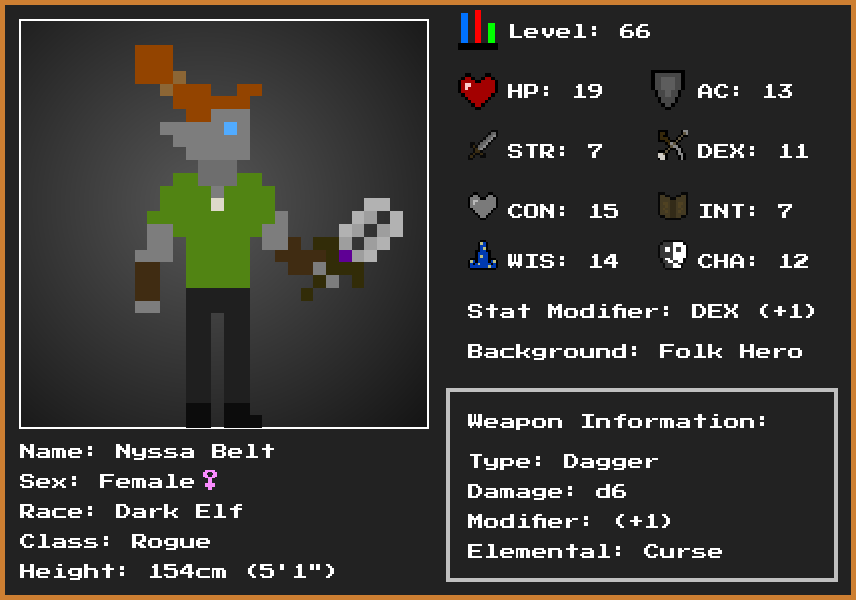 Level: 66
HP: 19 AC: 13
STR: 7 DEX: 11
CON: 15 INT: 7
WIS: 14 CHA: 12
Stat Modifier: DEX (+1)
Background: Folk Hero
Weapon Information:
Type: Dagger
Damage: d6
Modifier: (+1)
Elemental: Curse
Name: Nyssa Belt
Sex: Female♀
Race: Dark Elf
Class: Rogue
Height: 154cm (5'1")